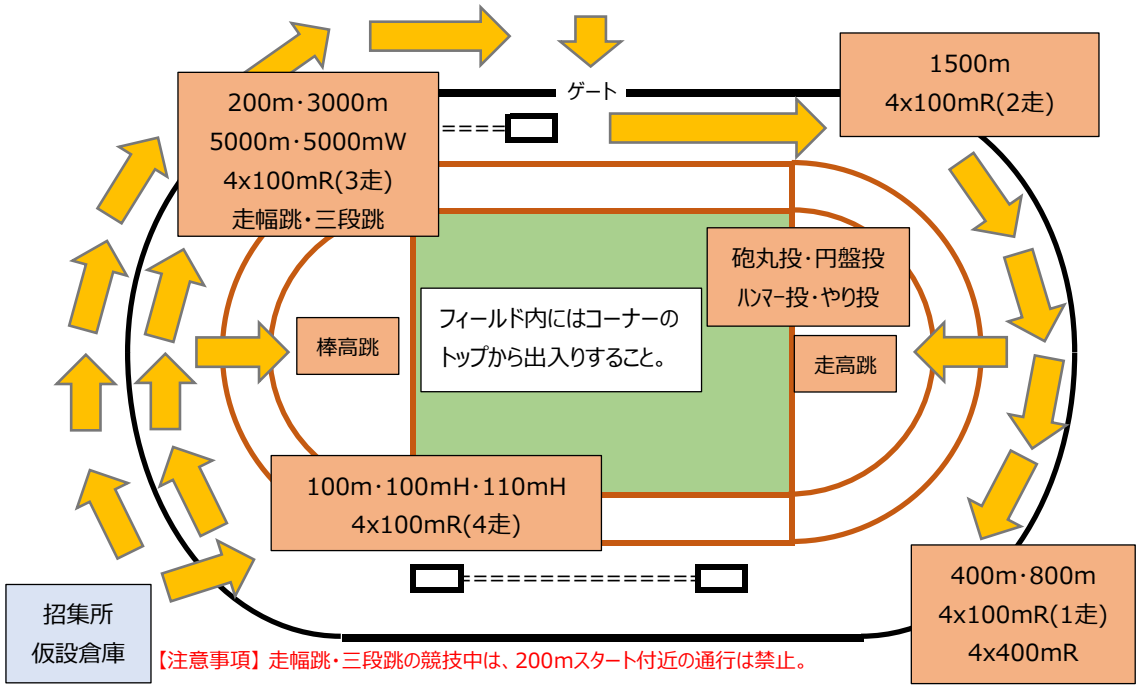 ゲート
1500m
4x100mR(2走)
200m・3000m
5000m・5000mW
4x100mR(3走)
走幅跳・三段跳
砲丸投・円盤投
ﾊﾝﾏｰ投・やり投
フィールド内にはコーナーの
トップから出入りすること。
棒高跳
走高跳
100m・100mH・110mH
4x100mR(4走)
400m・800m
4x100mR(1走)
4x400mR
招集所
仮設倉庫
【注意事項】走幅跳・三段跳の競技中は、200mスタート付近の通行は禁止。